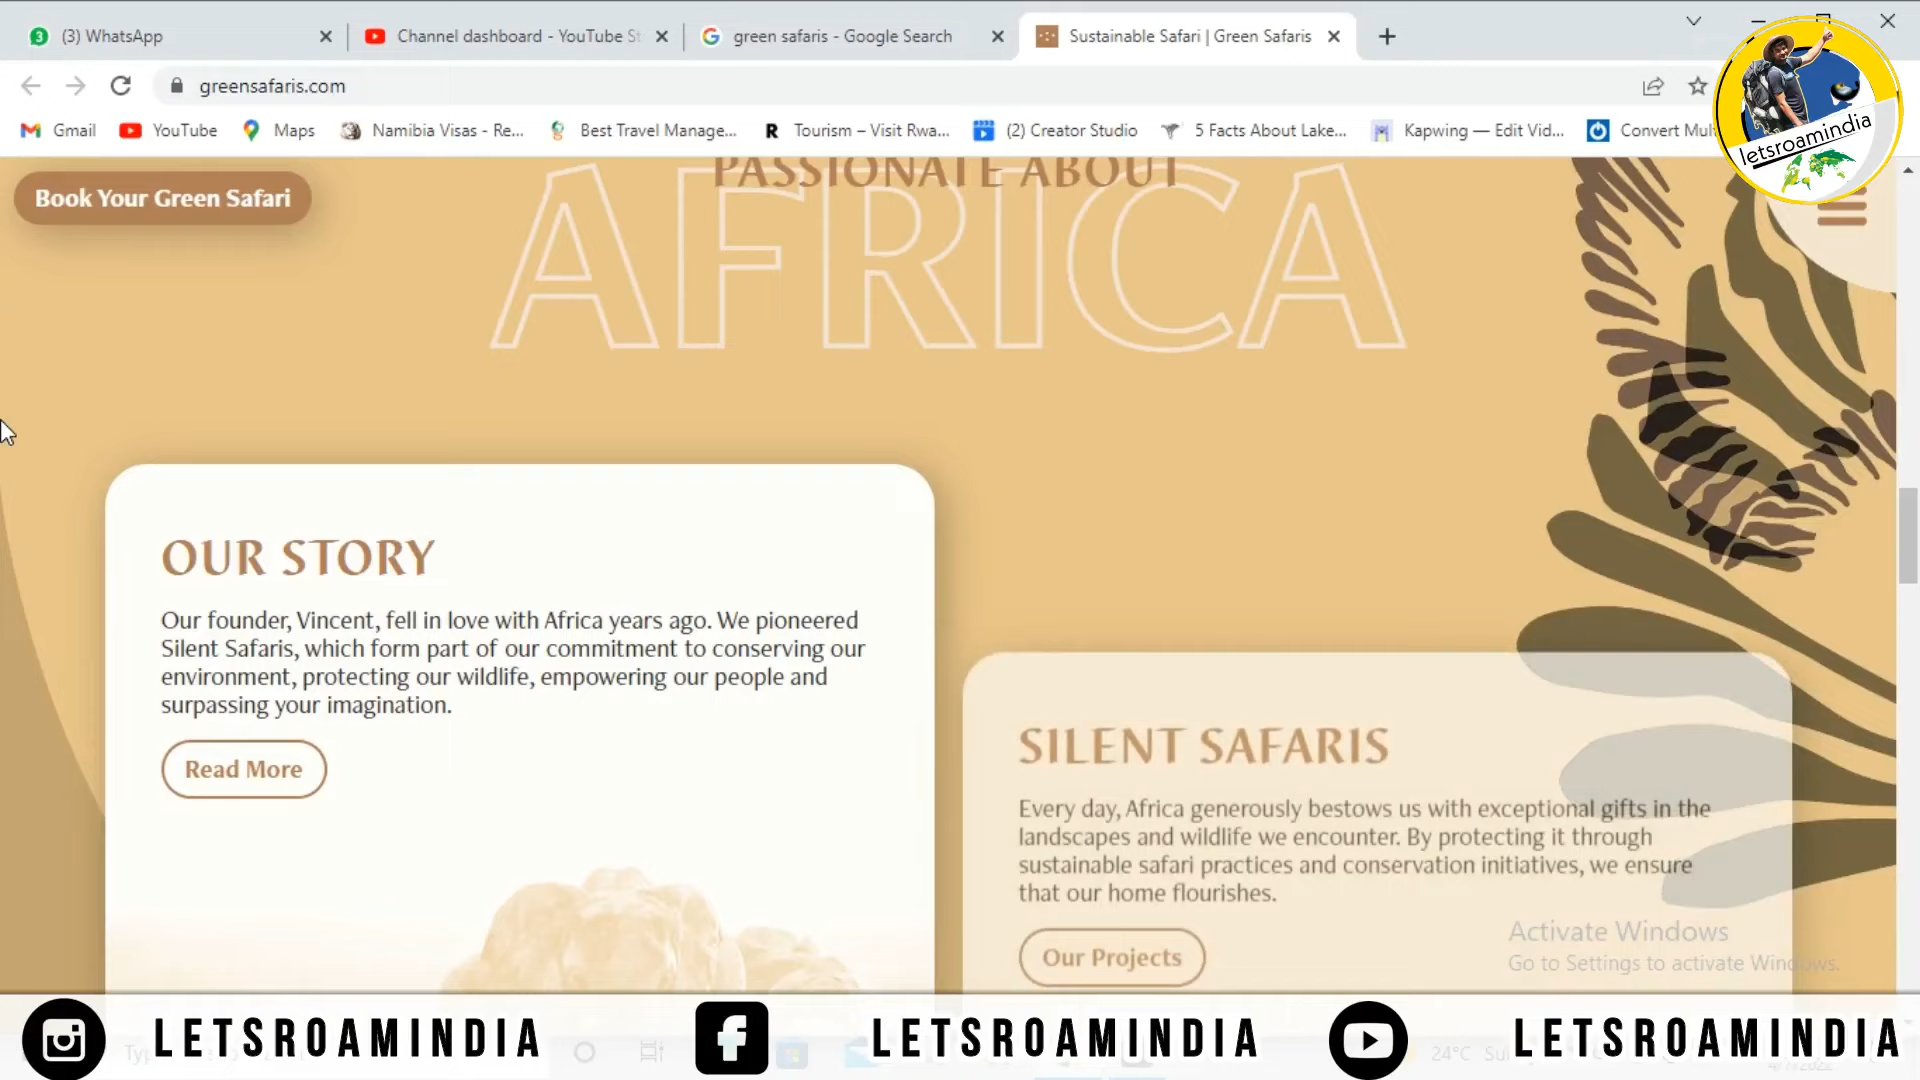 3 (3) WhatsApp
Channel dashboard - YouTube St
green safaris - Google Search
Sustainable Safari | Green Safaris
greensafaris.com
Gmail
YouTube
Maps
Namibia Visas - Re...
Best Travel Manage...
R Tourism – Visit Rwa...
(2) Creator Studio
5 Facts About Lake...
Kapwing — Edit Vid...
Convert Mul
letsroamindia
Book Your Green Safari
PASSIONATE ABOUT
AFRICA
OUR STORY
Our founder, Vincent, fell in love with Africa years ago. We pioneered
Silent Safaris, which form part of our commitment to conserving our
environment, protecting our wildlife, empowering our people and
surpassing your imagination.
Read More
SILENT SAFARIS
Every day, Africa generously bestows us with exceptional gifts in the
landscapes and wildlife we encounter. By protecting it through
sustainable safari practices and conservation initiatives, we ensure
that our home flourishes.
Our Projects
Activate Windows
Go to Settings to activate Windows.
LETSROAMINDIA
LETSROAMINDIA
LETSROAMINDIA
24°C